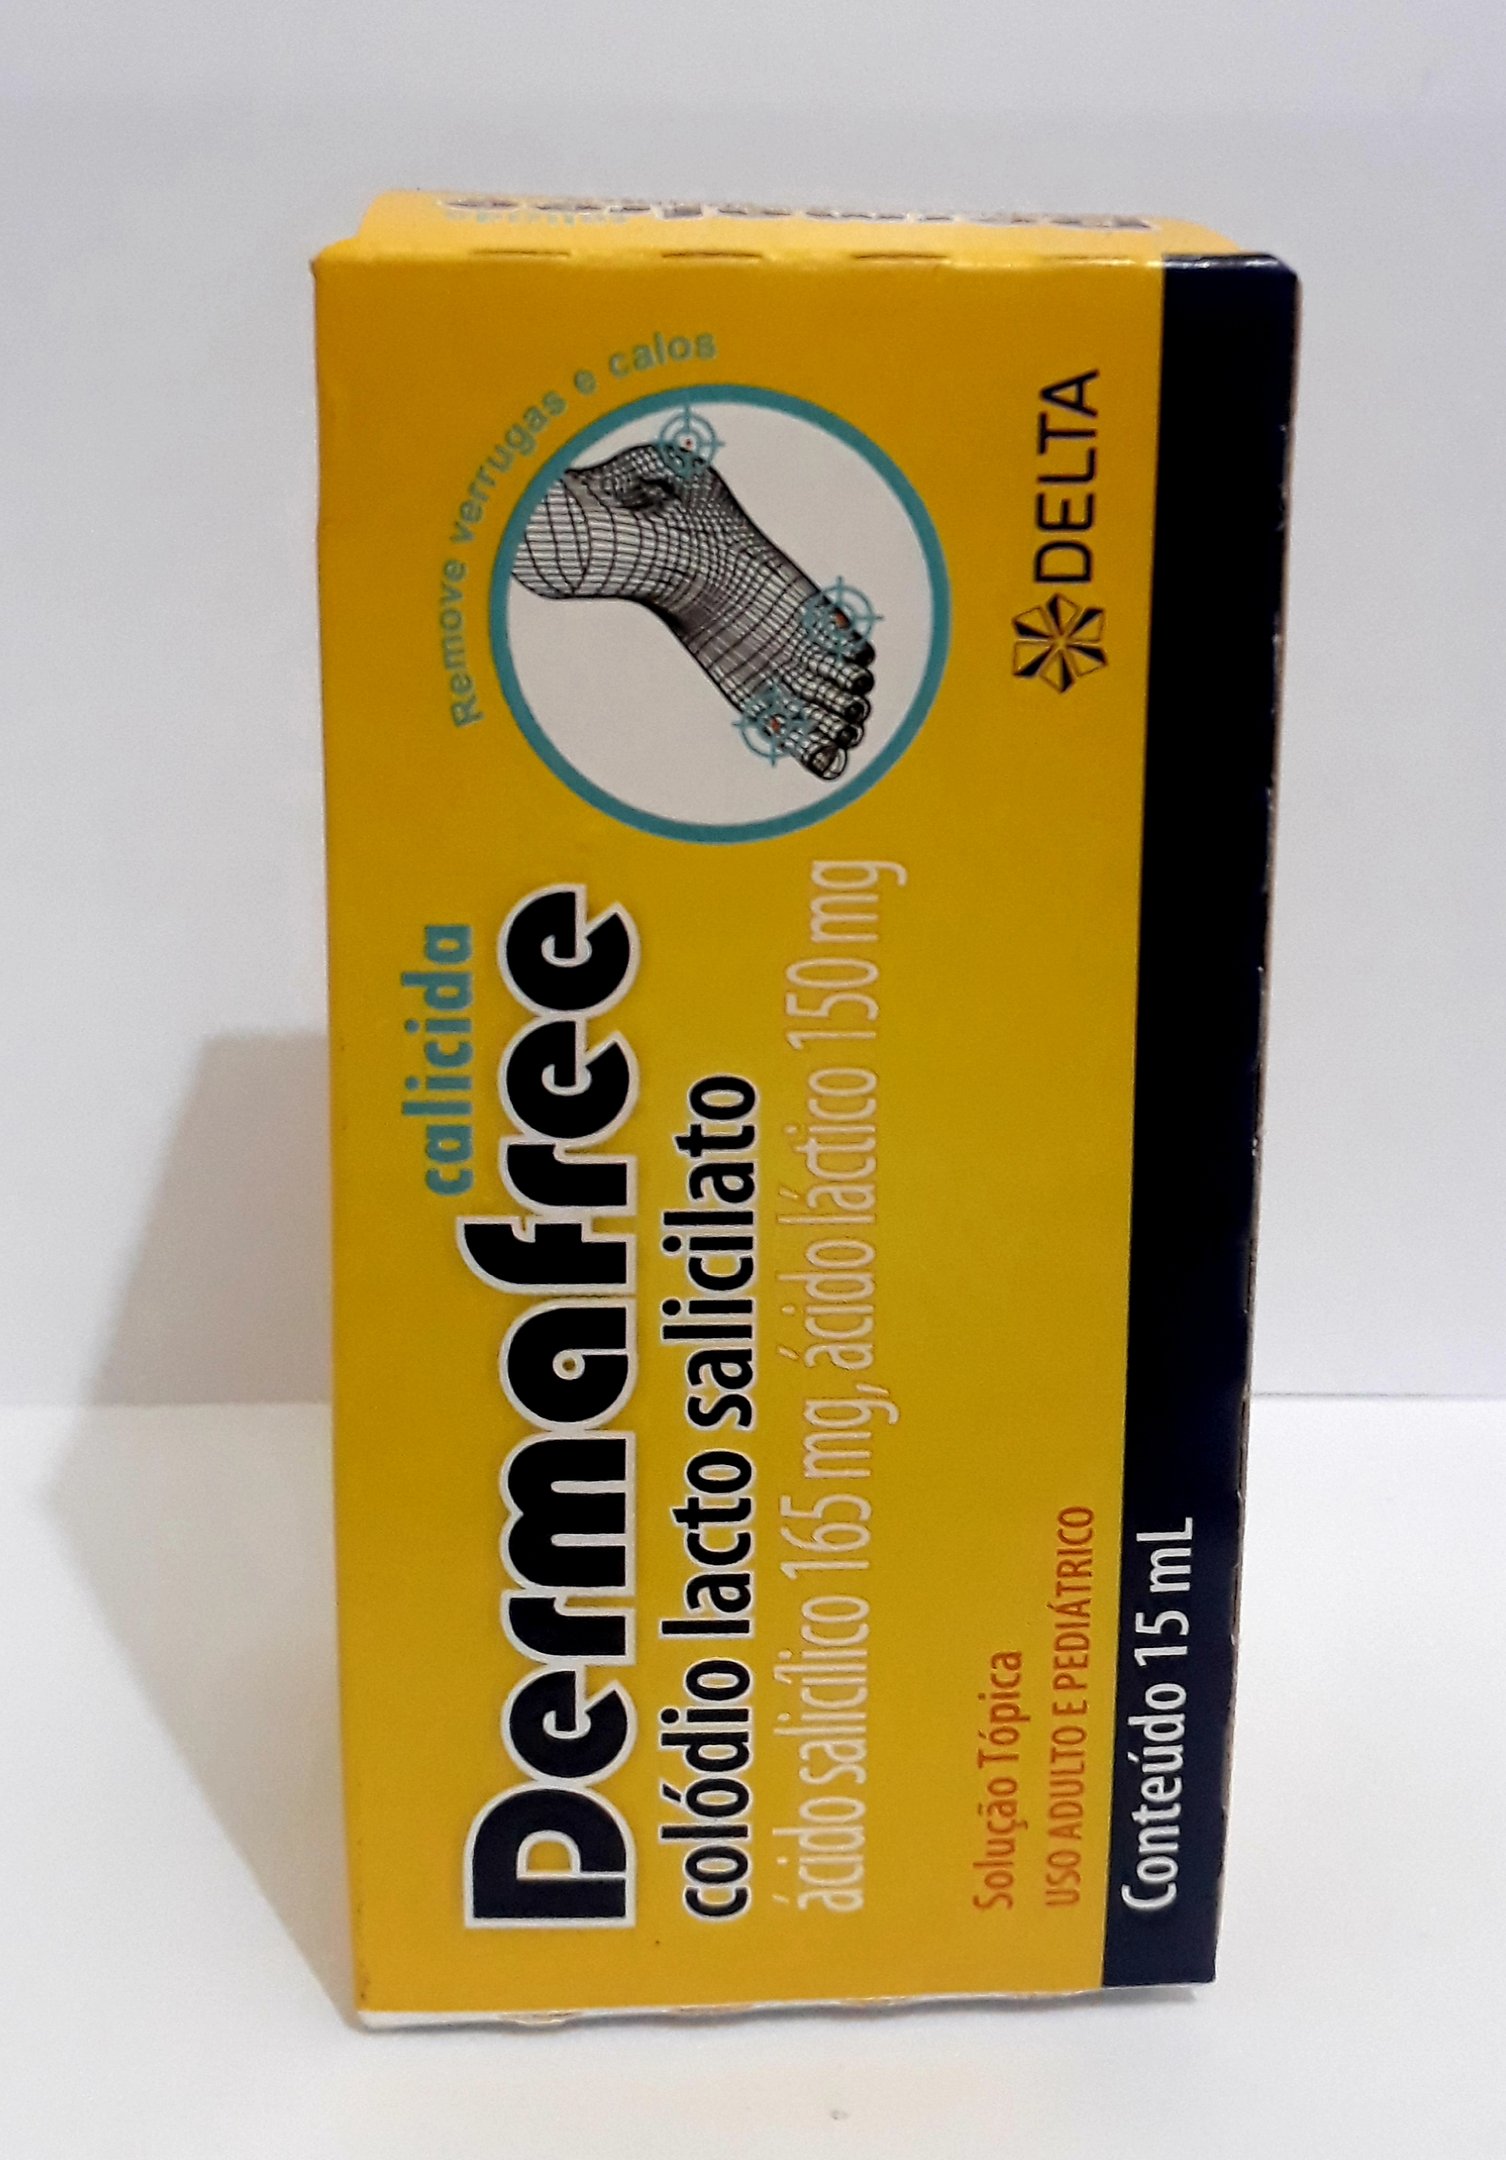 calicida
Dermafree
colódio lacto salicilato
ácido salicílico 165 mg, ácido láctico 150 mg
Remove verrugas e calos
Solução Tópica
USO ADULTO E PEDIÁTRICO
DELTA
Conteúdo 15 mL